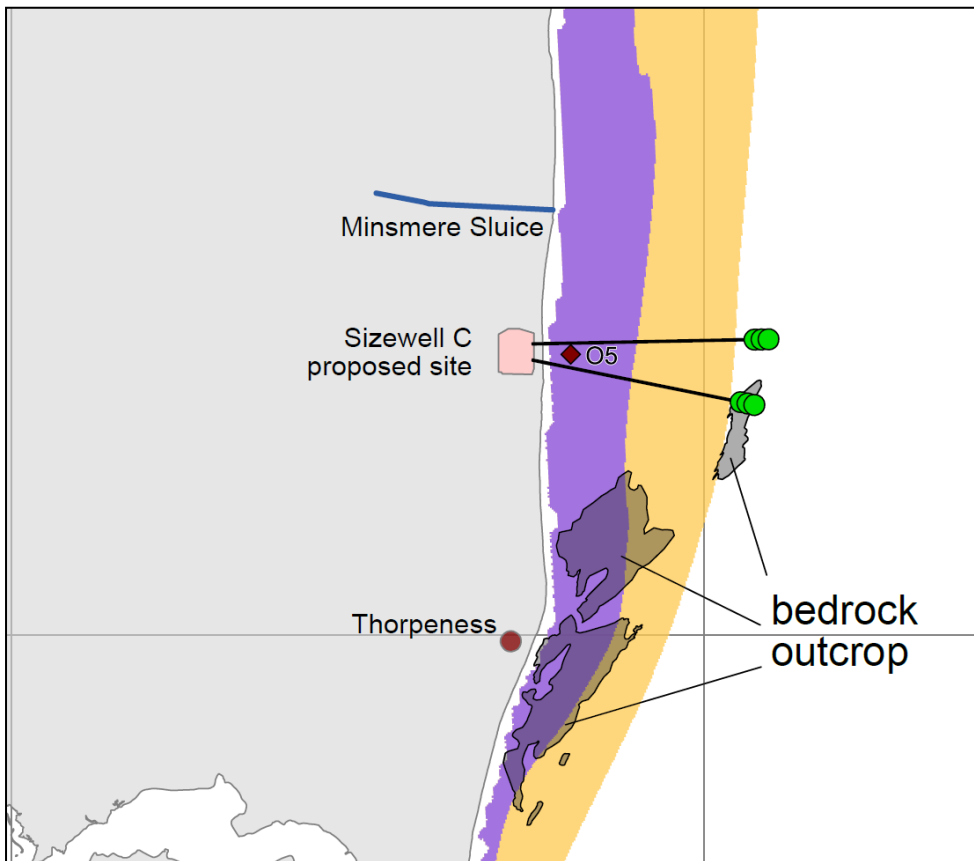 Minsmere Sluice
Sizewell C
proposed site
O5
Thorpeness
bedrock
outcrop